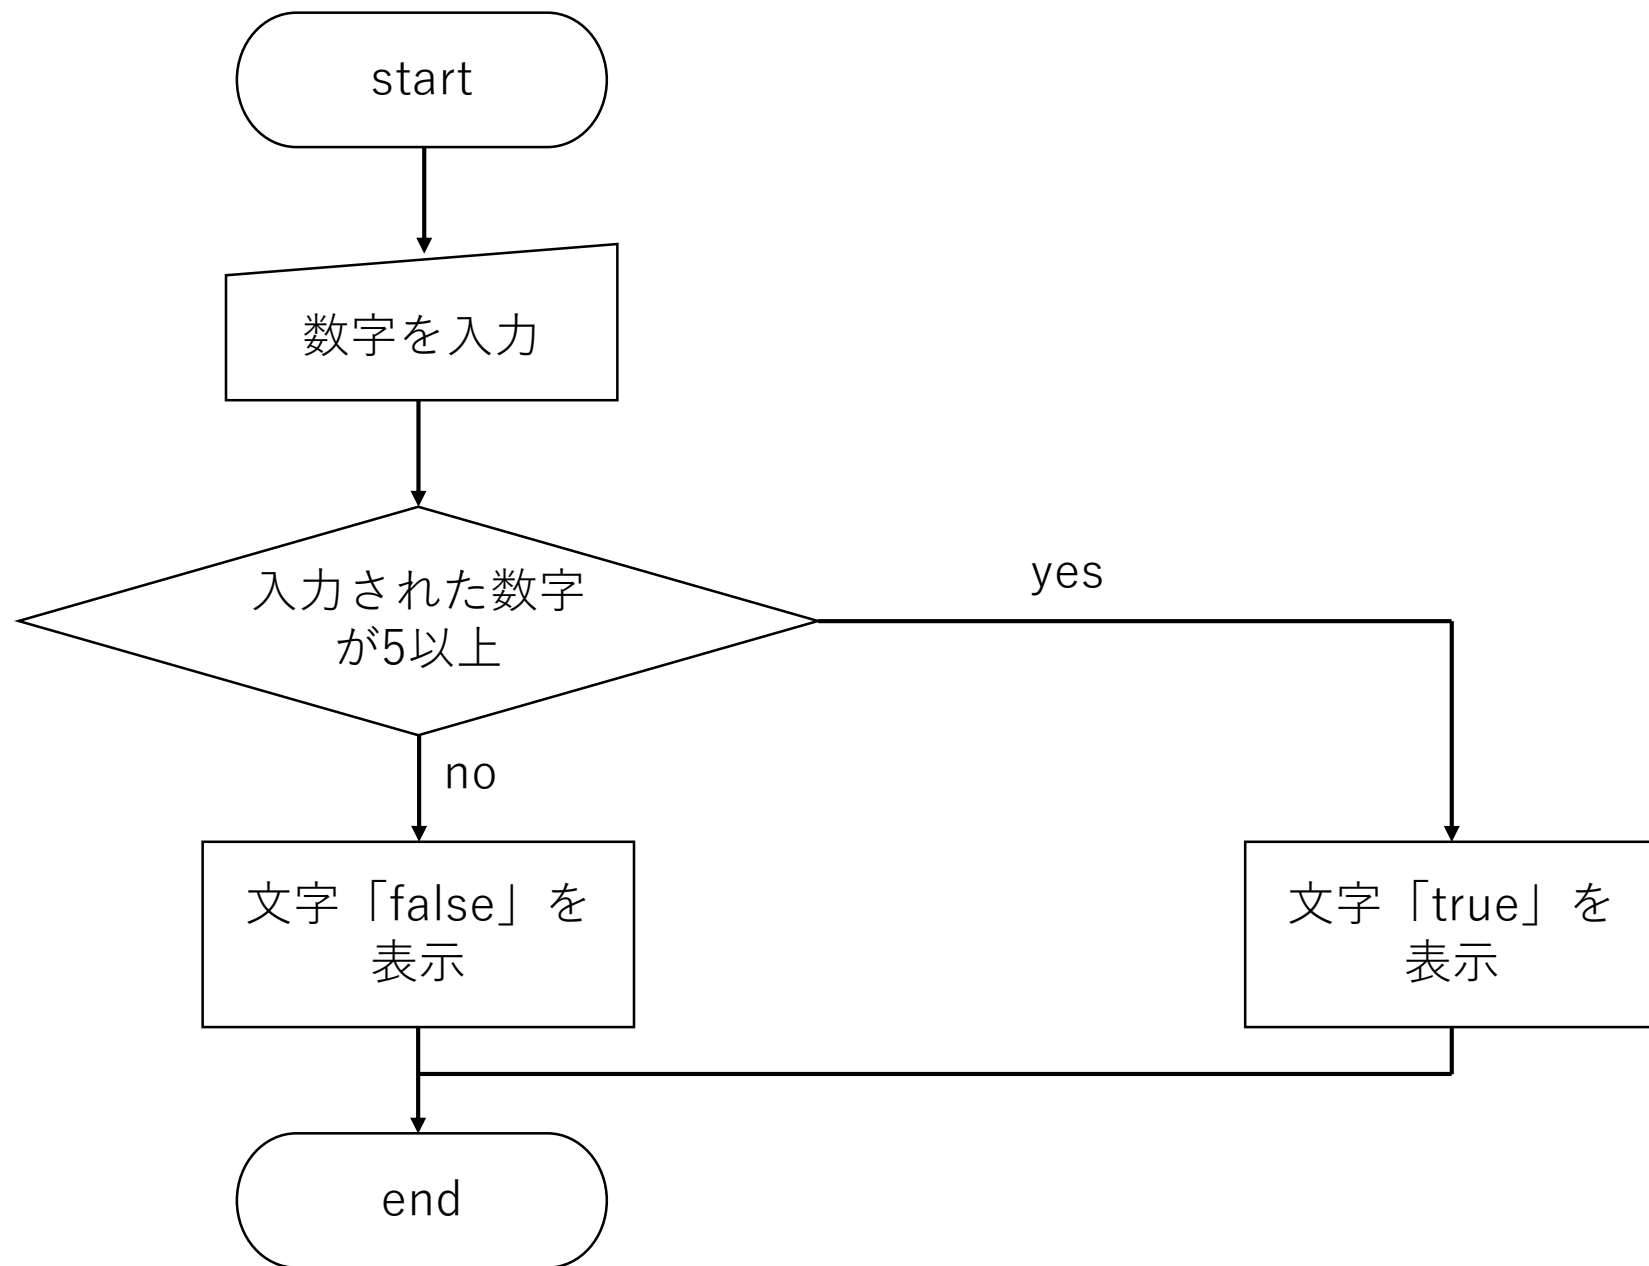 start
数字を入力
入力された数字
が5以上
yes
no
文字「false」を
表示
文字「true」を
表示
end